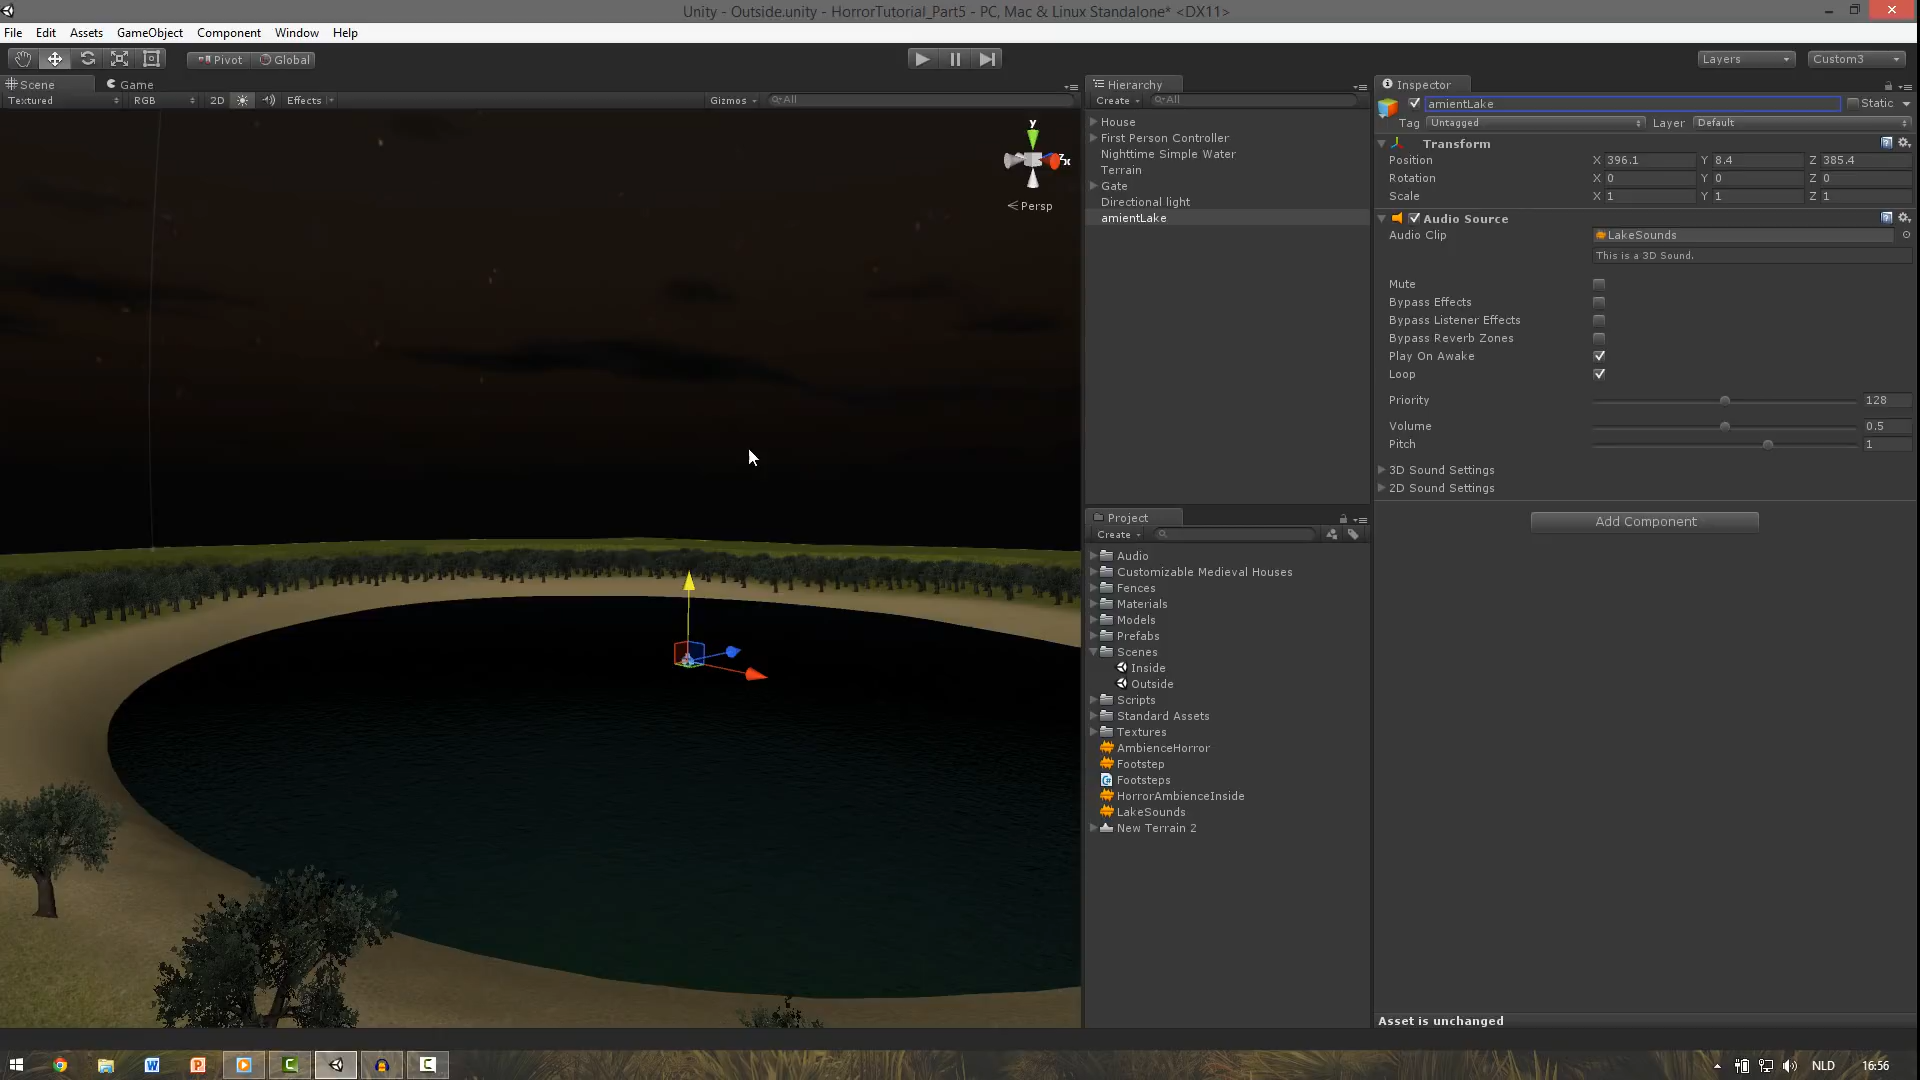 Unity - Outside.unity - HorrorTutorial_Part5 - PC, Mac & Linux Standalone* <DX11>
File Edit Assets GameObject Component Window Help
Pivot Global
Layers Custom3
Scene Game
Textured RGB 2D Effects Gizmos All
y
z x
Persp
Hierarchy
Create All
House
First Person Controller
Nighttime Simple Water
Terrain
Gate
Directional light
amientLake
Project
Create
Audio
Customizable Medieval Houses
Fences
Materials
Models
Prefabs
Scenes
Inside
Outside
Scripts
Standard Assets
Textures
AmbienceHorror
Footstep
Footsteps
HorrorAmbienceInside
LakeSounds
New Terrain 2
Inspector
amientLake Static
Tag Untagged Layer Default
Transform
Position X 396.1 Y 8.4 Z 385.4
Rotation X 0 Y 0 Z 0
Scale X 1 Y 1 Z 1
Audio Source
Audio Clip LakeSounds
This is a 3D Sound.
Mute
Bypass Effects
Bypass Listener Effects
Bypass Reverb Zones
Play On Awake
Loop
Priority 128
Volume 0.5
Pitch 1
3D Sound Settings
2D Sound Settings
Add Component
Asset is unchanged
NLD 16:56